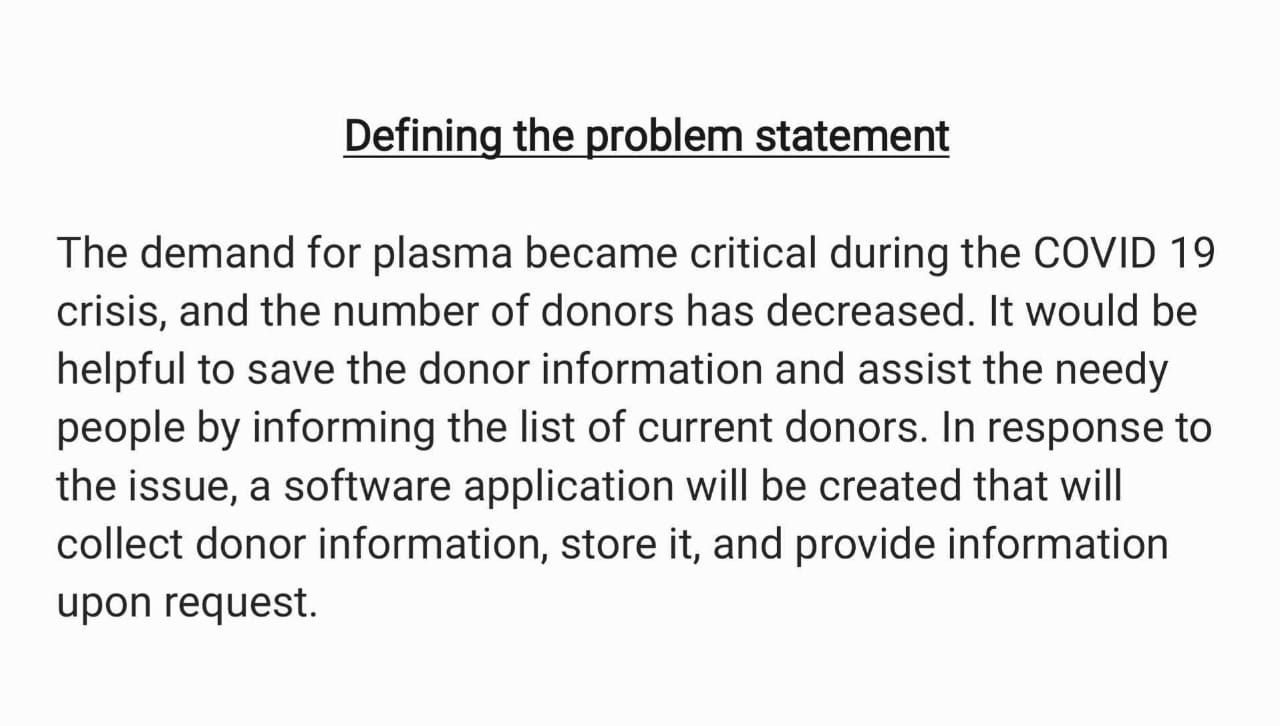 Defining the problem statement
The demand for plasma became critical during the COVID 19
crisis, and the number of donors has decreased. It would be
helpful to save the donor information and assist the needy
people by informing the list of current donors. In response to
the issue, a software application will be created that will
collect donor information, store it, and provide information
upon request.